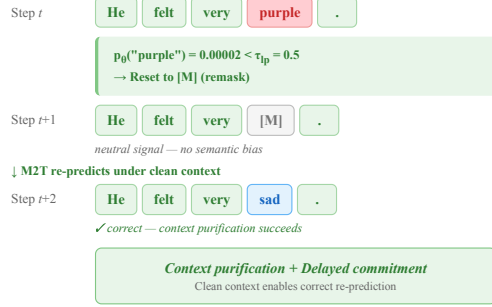 Step t He felt very purple .
pθ("purple") = 0.00002 < τlp = 0.5
→ Reset to [M] (remask)
Step t+1 He felt very [M] .
neutral signal — no semantic bias
↓ M2T re-predicts under clean context
Step t+2 He felt very sad .
✓ correct — context purification succeeds
Context purification + Delayed commitment
Clean context enables correct re-prediction